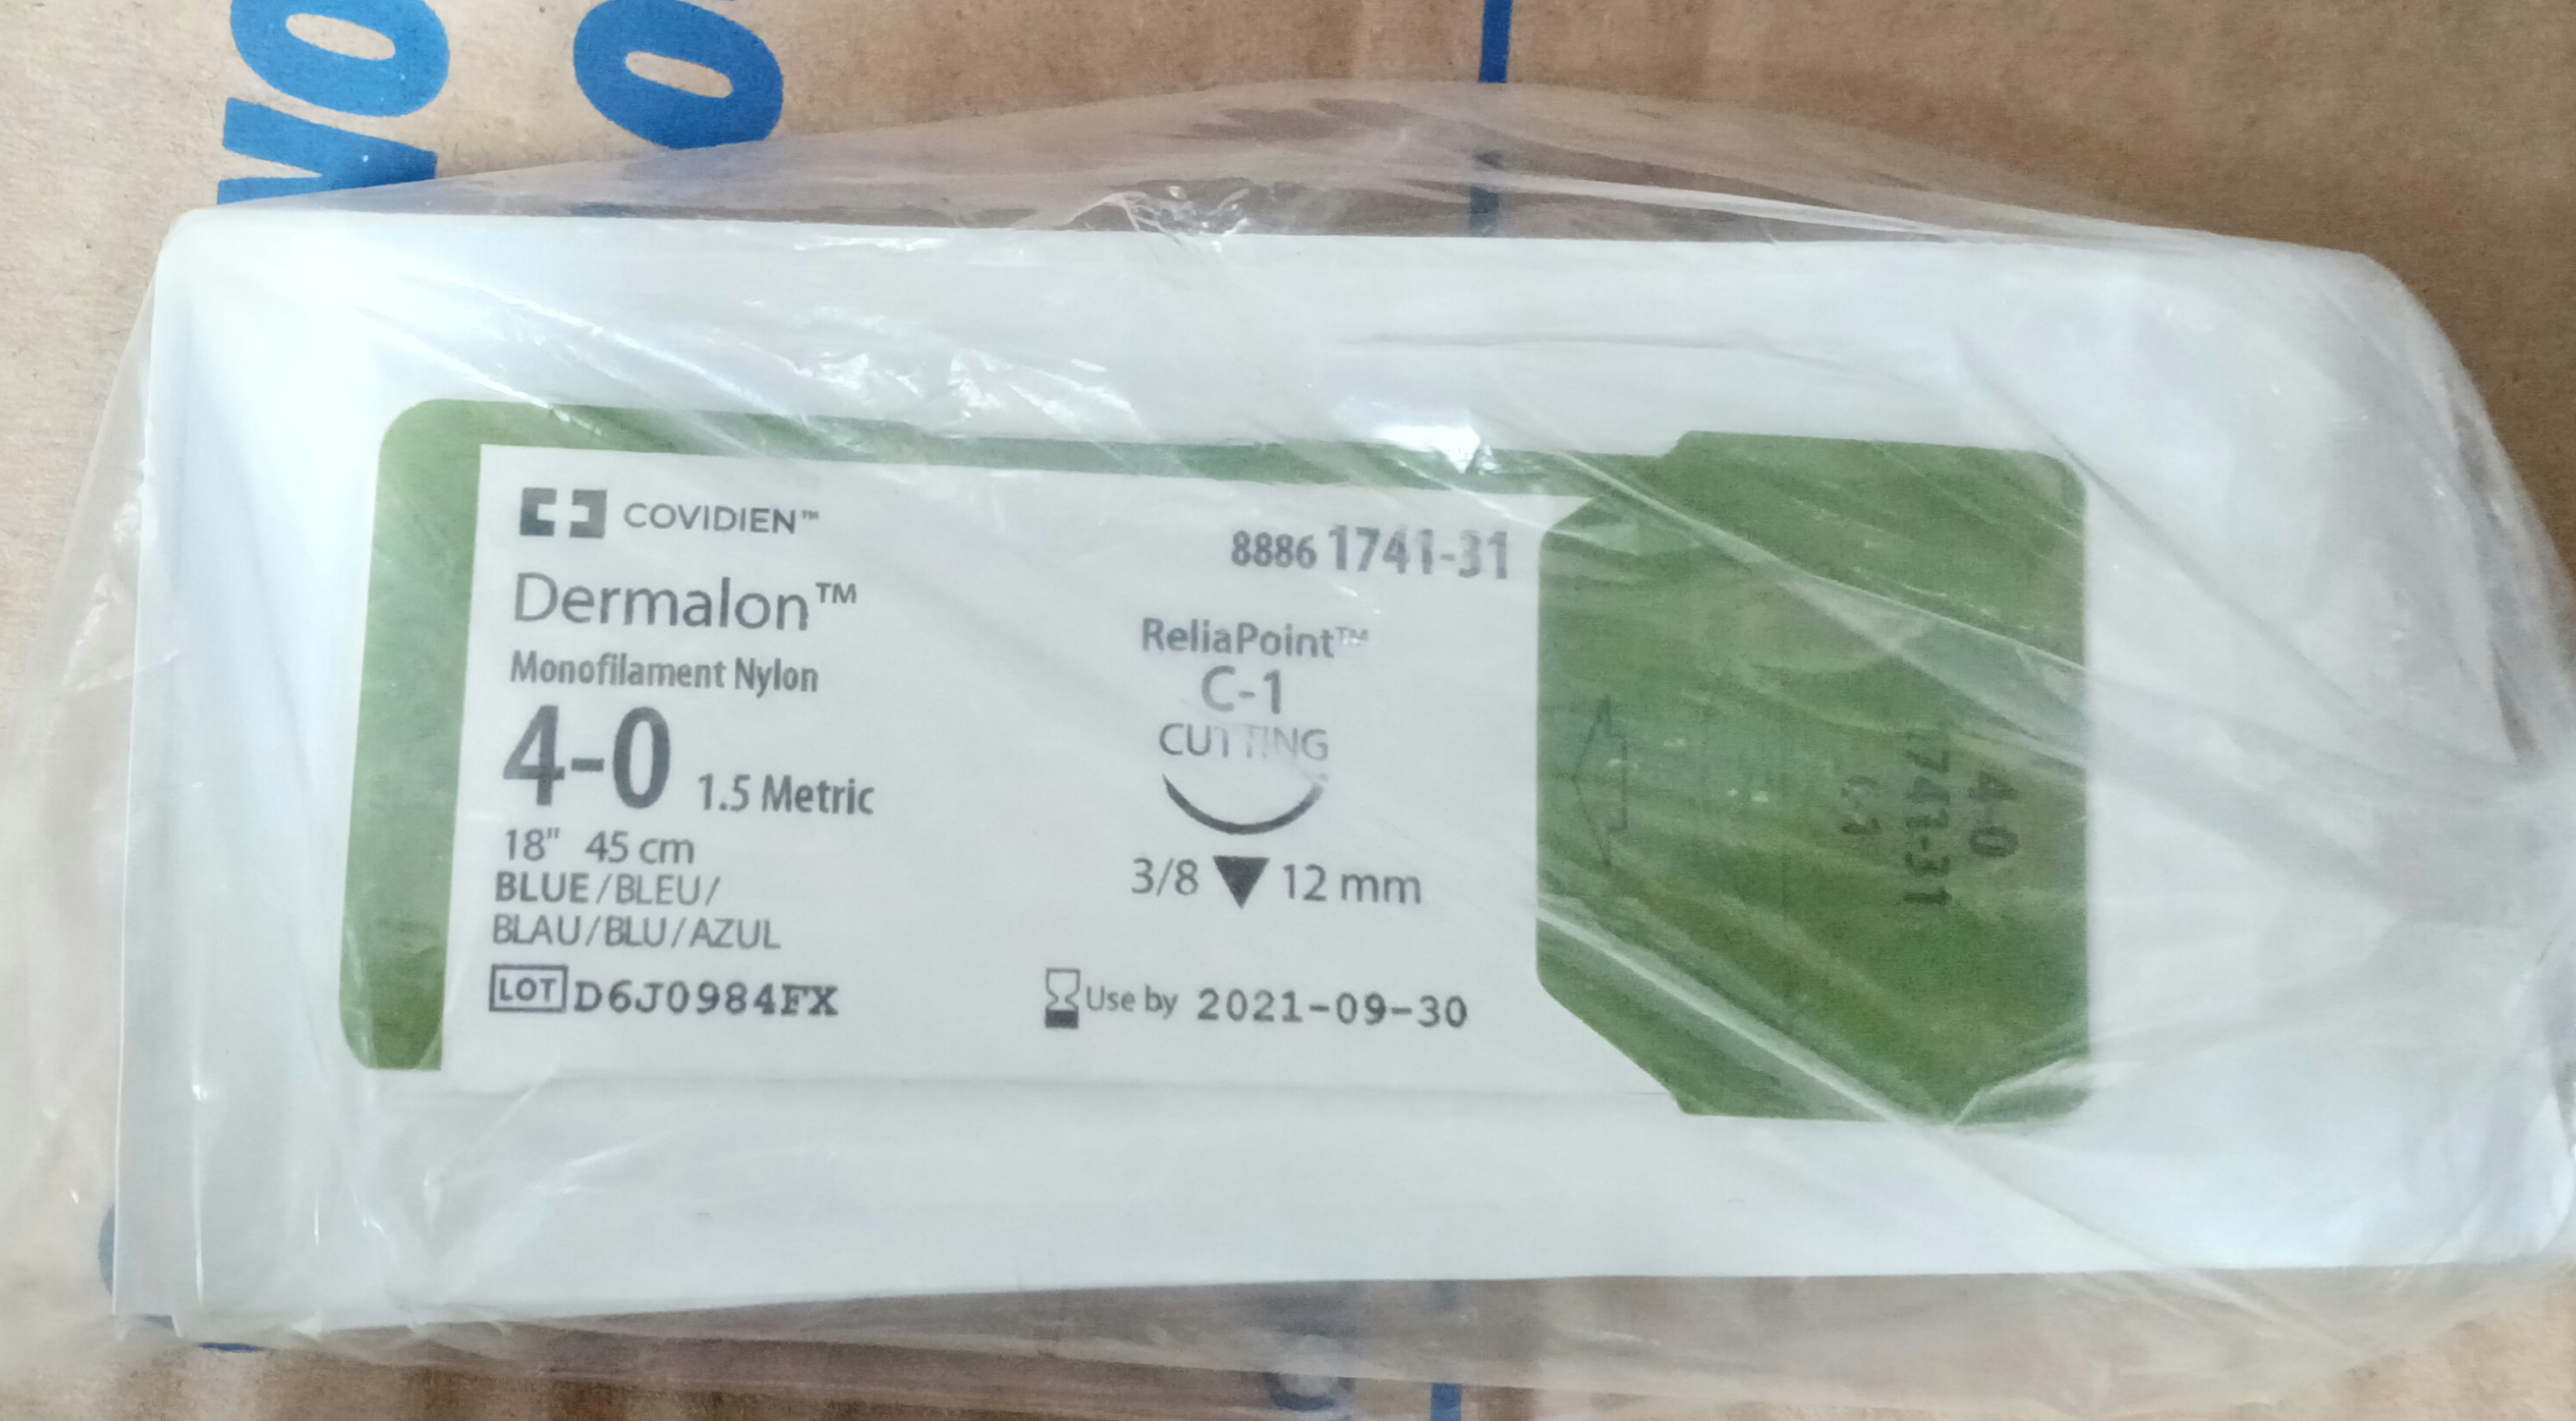 COVIDIEN™
8886 1741-31
Dermalon™
Monofilament Nylon
4-0 1.5 Metric
18" 45 cm
BLUE/BLEU/
BLAU/BLU/AZUL
LOT D6J0984FX
ReliaPoint™
C-1
CUTTING
3/8 12 mm
Use by 2021-09-30
4-0
1741-31
C-1